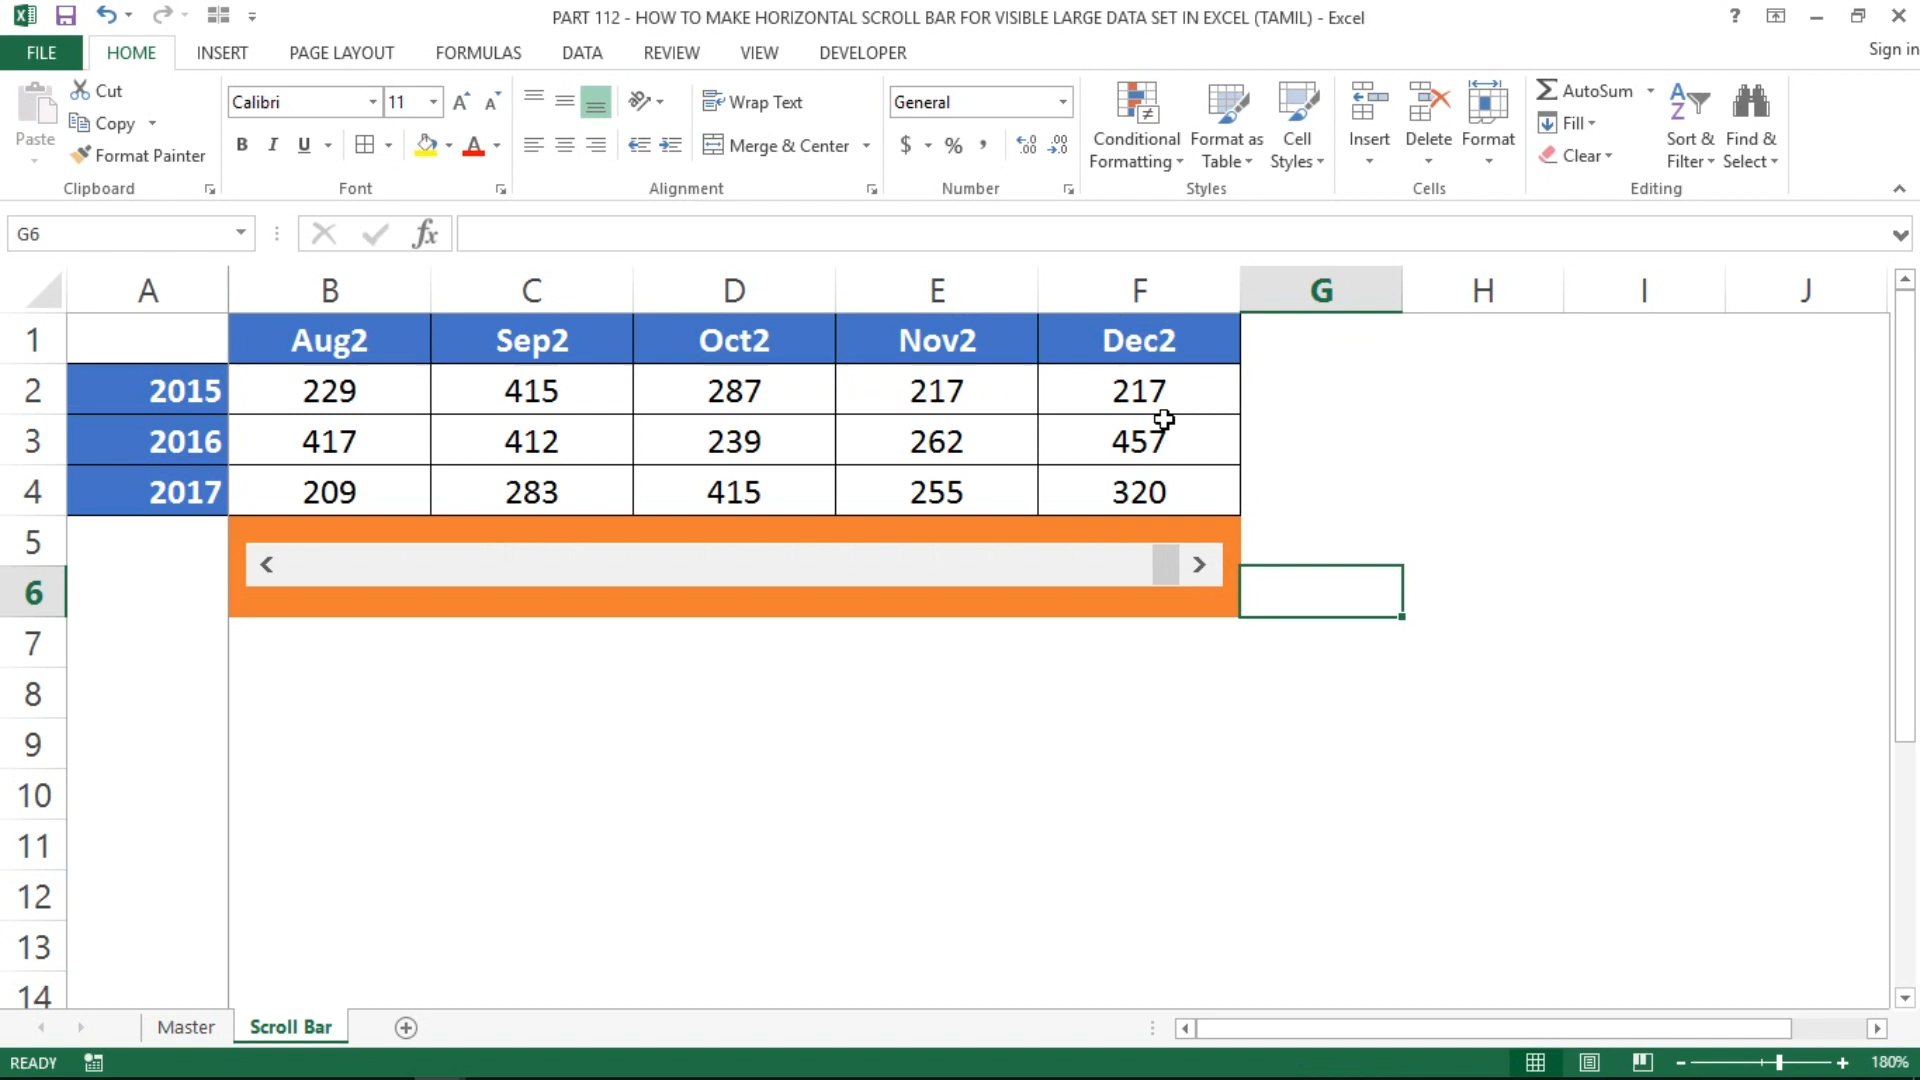 PART 112 - HOW TO MAKE HORIZONTAL SCROLL BAR FOR VISIBLE LARGE DATA SET IN EXCEL (TAMIL) - Excel
?
FILE HOME INSERT PAGE LAYOUT FORMULAS DATA REVIEW VIEW DEVELOPER Sign in
Paste
Cut
Copy
Format Painter
Clipboard
Calibri 11
B I U
Font
Wrap Text
Merge & Center
Alignment
General
$ % ,
Number
Conditional Formatting
Format as Table
Cell Styles
Styles
Insert
Delete
Format
Cells
AutoSum
Fill
Clear
Sort & Filter
Find & Select
Editing
G6
fx
A B C D E F G H I J
1 Aug2 Sep2 Oct2 Nov2 Dec2
2 2015 229 415 287 217 217
3 2016 417 412 239 262 457
4 2017 209 283 415 255 320
5
6
7
8
9
10
11
12
13
14
Master Scroll Bar
READY
180%